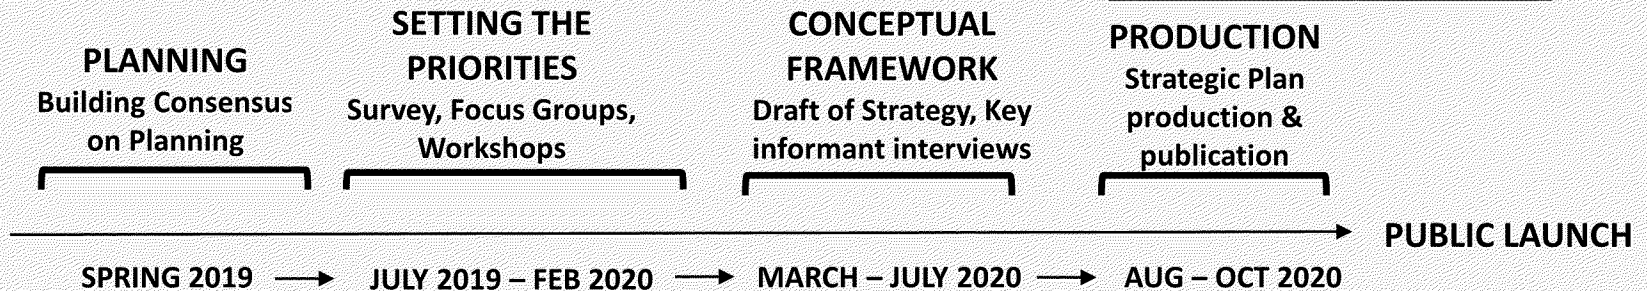 PLANNING
Building Consensus
on Planning
SETTING THE
PRIORITIES
Survey, Focus Groups,
Workshops
CONCEPTUAL
FRAMEWORK
Draft of Strategy, Key
informant interviews
PRODUCTION
Strategic Plan
production &
publication
PUBLIC LAUNCH
SPRING 2019
JULY 2019 – FEB 2020
MARCH – JULY 2020
AUG – OCT 2020